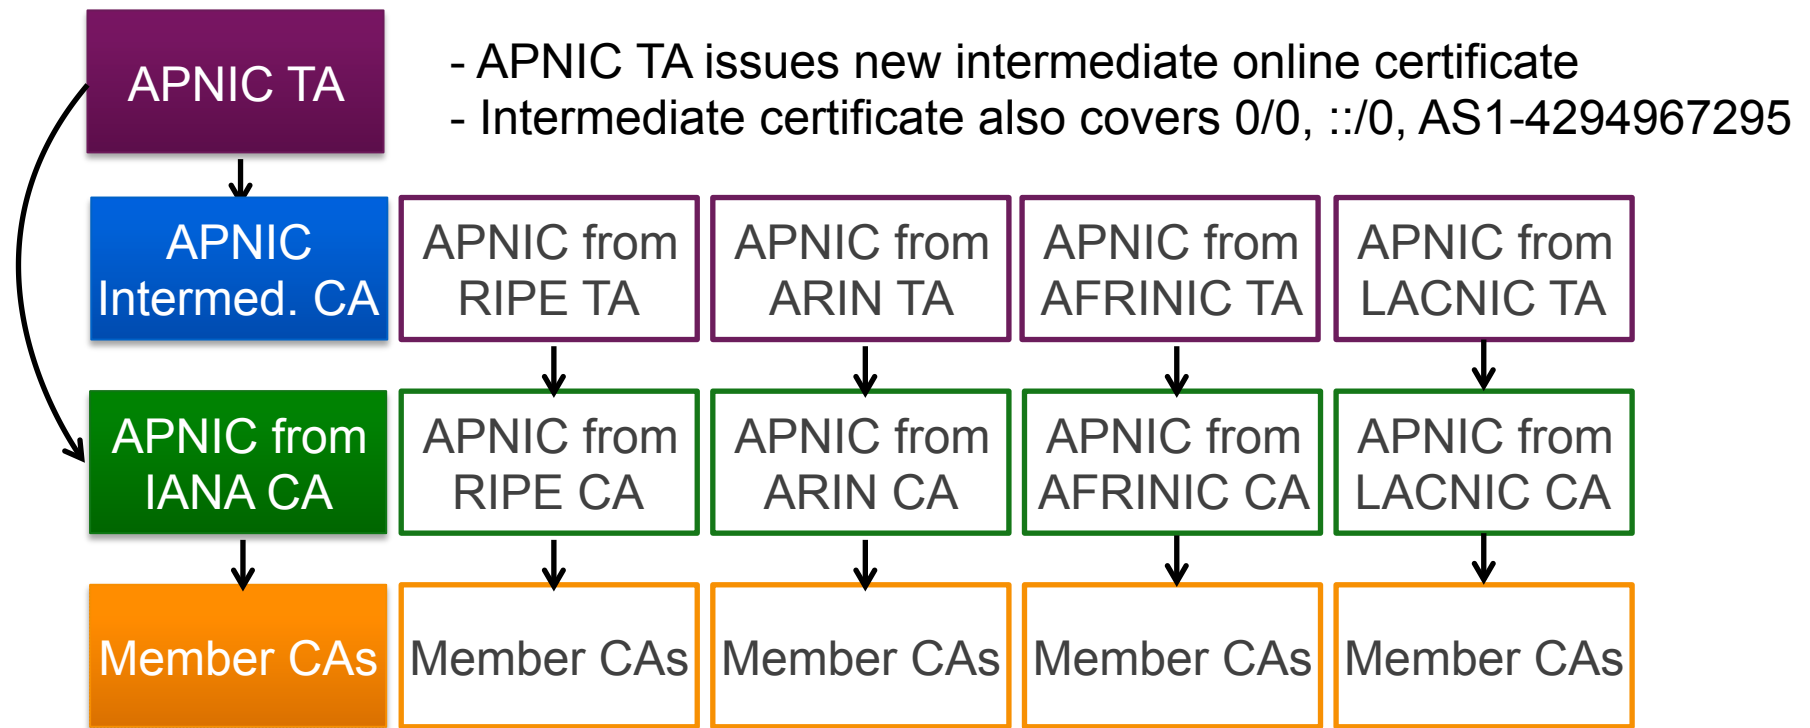 APNIC TA
- APNIC TA issues new intermediate online certificate
- Intermediate certificate also covers 0/0, ::/0, AS1-4294967295
APNIC
Intermed. CA
APNIC from
RIPE TA
APNIC from
ARIN TA
APNIC from
AFRINIC TA
APNIC from
LACNIC TA
APNIC from
IANA CA
APNIC from
RIPE CA
APNIC from
ARIN CA
APNIC from
AFRINIC CA
APNIC from
LACNIC CA
Member CAs
Member CAs
Member CAs
Member CAs
Member CAs